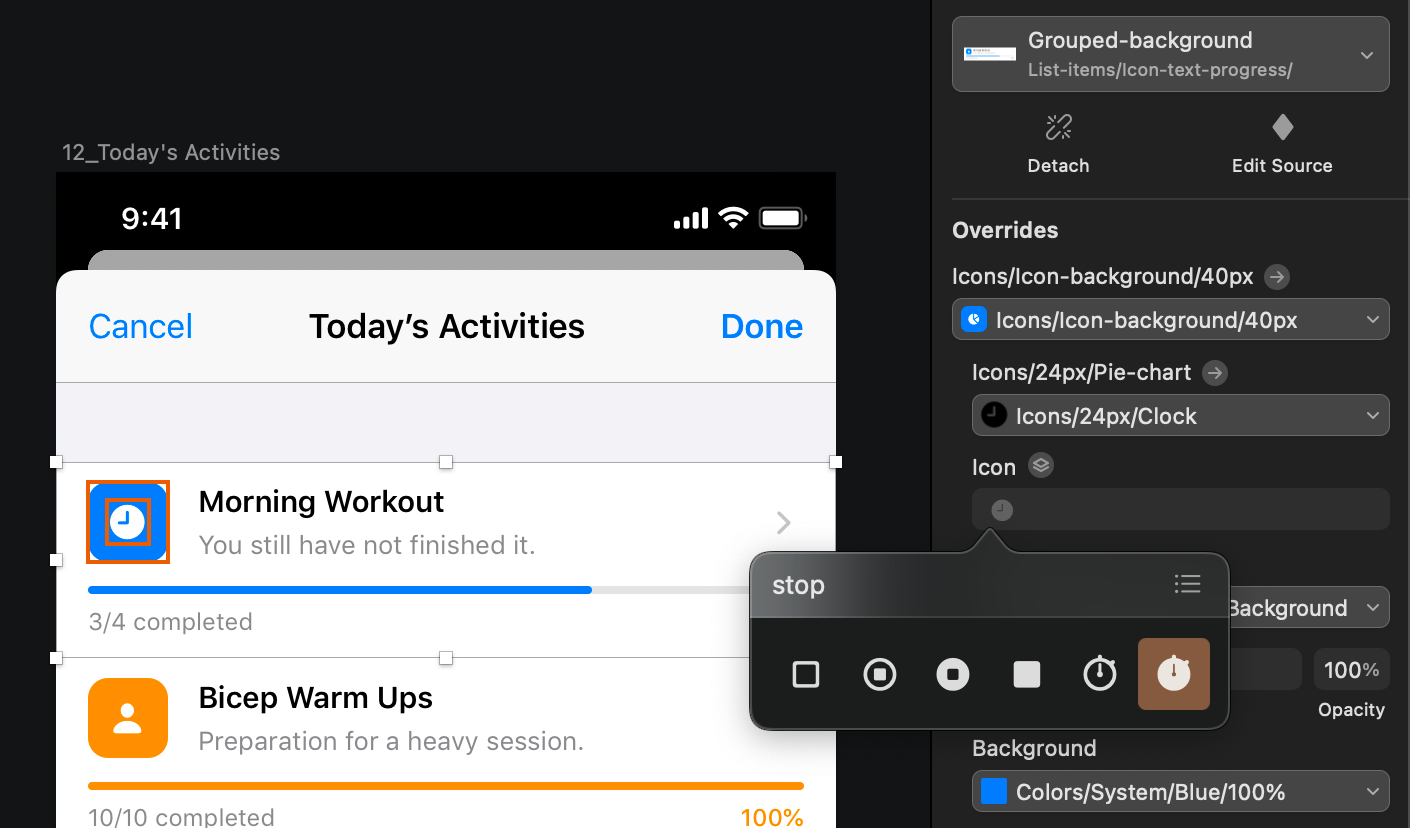 12_Today's Activities
9:41
Cancel
Today’s Activities
Done
Morning Workout
You still have not finished it.
3/4 completed
Bicep Warm Ups
Preparation for a heavy session.
10/10 completed
100%
Grouped-background
List-items/Icon-text-progress/
Detach
Edit Source
Overrides
Icons/Icon-background/40px
Icons/Icon-background/40px
Icons/24px/Pie-chart
Icons/24px/Clock
Icon
stop
Background
100%
Opacity
Background
Colors/System/Blue/100%